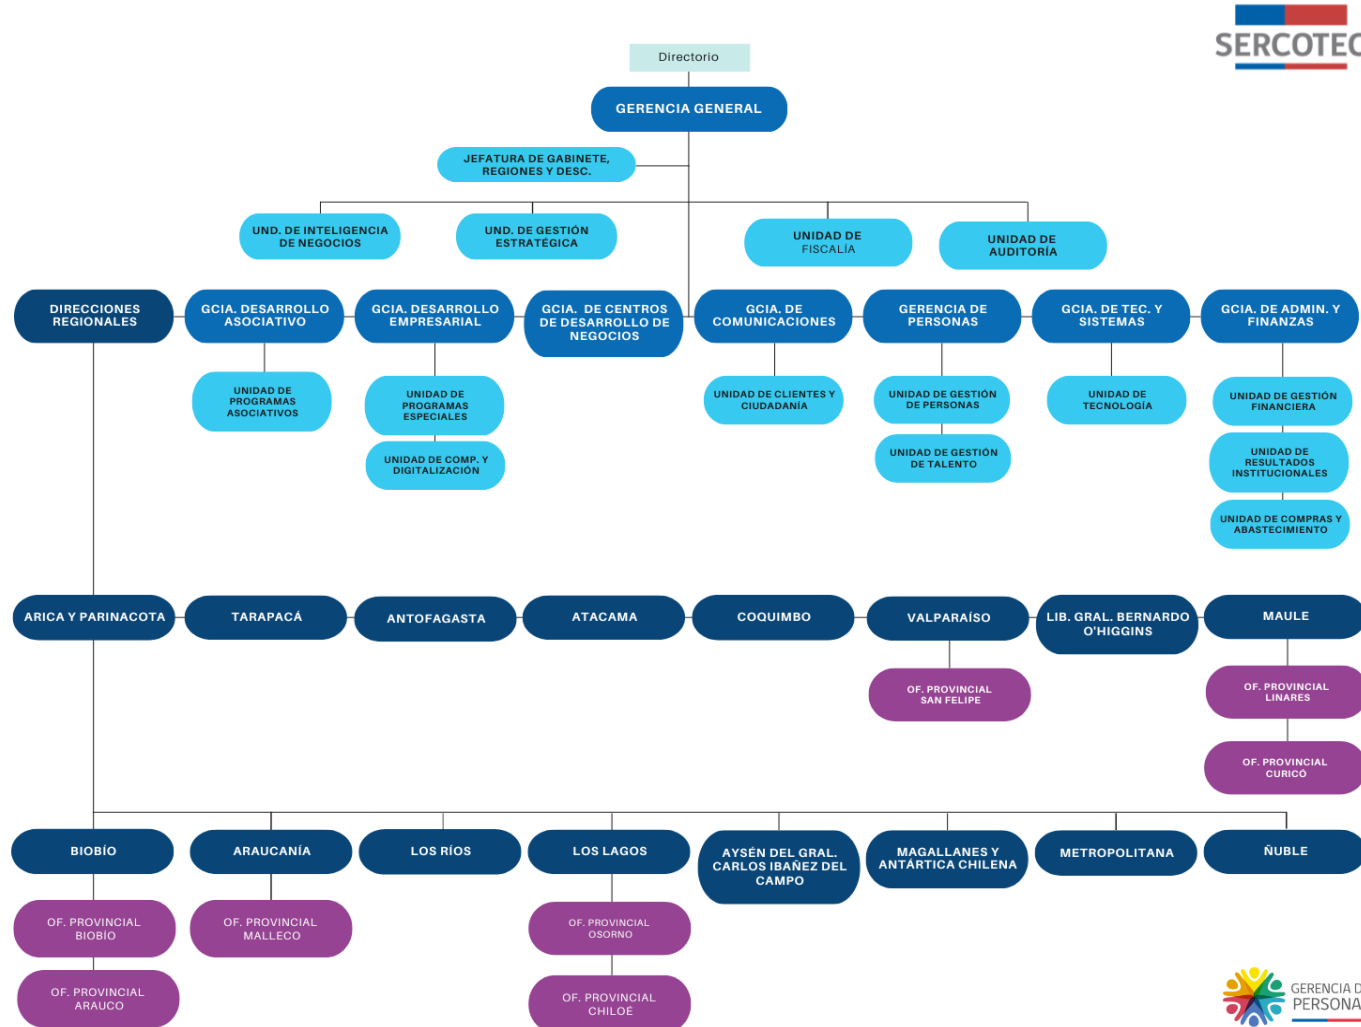 SERCOTEC
Directorio
GERENCIA GENERAL
JEFATURA DE GABINETE,
REGIONES Y DESC.
UND. DE INTELIGENCIA
DE NEGOCIOS
UND. DE GESTIÓN
ESTRATÉGICA
UNIDAD DE
FISCALÍA
UNIDAD DE
AUDITORÍA
DIRECCIONES
REGIONALES
GCIA. DESARROLLO
ASOCIATIVO
GCIA. DESARROLLO
EMPRESARIAL
GCIA. DE CENTROS
DE DESARROLLO DE
NEGOCIOS
GCIA. DE
COMUNICACIONES
GERENCIA DE
PERSONAS
GCIA. DE TEC. Y
SISTEMAS
GCIA. DE ADMIN. Y
FINANZAS
UNIDAD DE
PROGRAMAS
ASOCIATIVOS
UNIDAD DE
PROGRAMAS
ESPECIALES
UNIDAD DE COMP. Y
DIGITALIZACIÓN
UNIDAD DE CLIENTES Y
CIUDADANÍA
UNIDAD DE GESTIÓN
DE PERSONAS
UNIDAD DE GESTIÓN
DE TALENTO
UNIDAD DE
TECNOLOGÍA
UNIDAD DE GESTIÓN
FINANCIERA
UNIDAD DE
RESULTADOS
INSTITUCIONALES
UNIDAD DE COMPRAS Y
ABASTECIMIENTO
ARICA Y PARINACOTA
TARAPACÁ
ANTOFAGASTA
ATACAMA
COQUIMBO
VALPARAÍSO
LIB. GRAL. BERNARDO
O'HIGGINS
MAULE
OF. PROVINCIAL
SAN FELIPE
OF. PROVINCIAL
LINARES
OF. PROVINCIAL
CURICÓ
BIOBÍO
ARAUCANÍA
LOS RÍOS
LOS LAGOS
AYSÉN DEL GRAL.
CARLOS IBAÑEZ DEL
CAMPO
MAGALLANES Y
ANTÁRTICA CHILENA
METROPOLITANA
ÑUBLE
OF. PROVINCIAL
BIOBÍO
OF. PROVINCIAL
ARAUCO
OF. PROVINCIAL
MALLECO
OF. PROVINCIAL
OSORNO
OF. PROVINCIAL
CHILOÉ
GERENCIA D
PERSONA